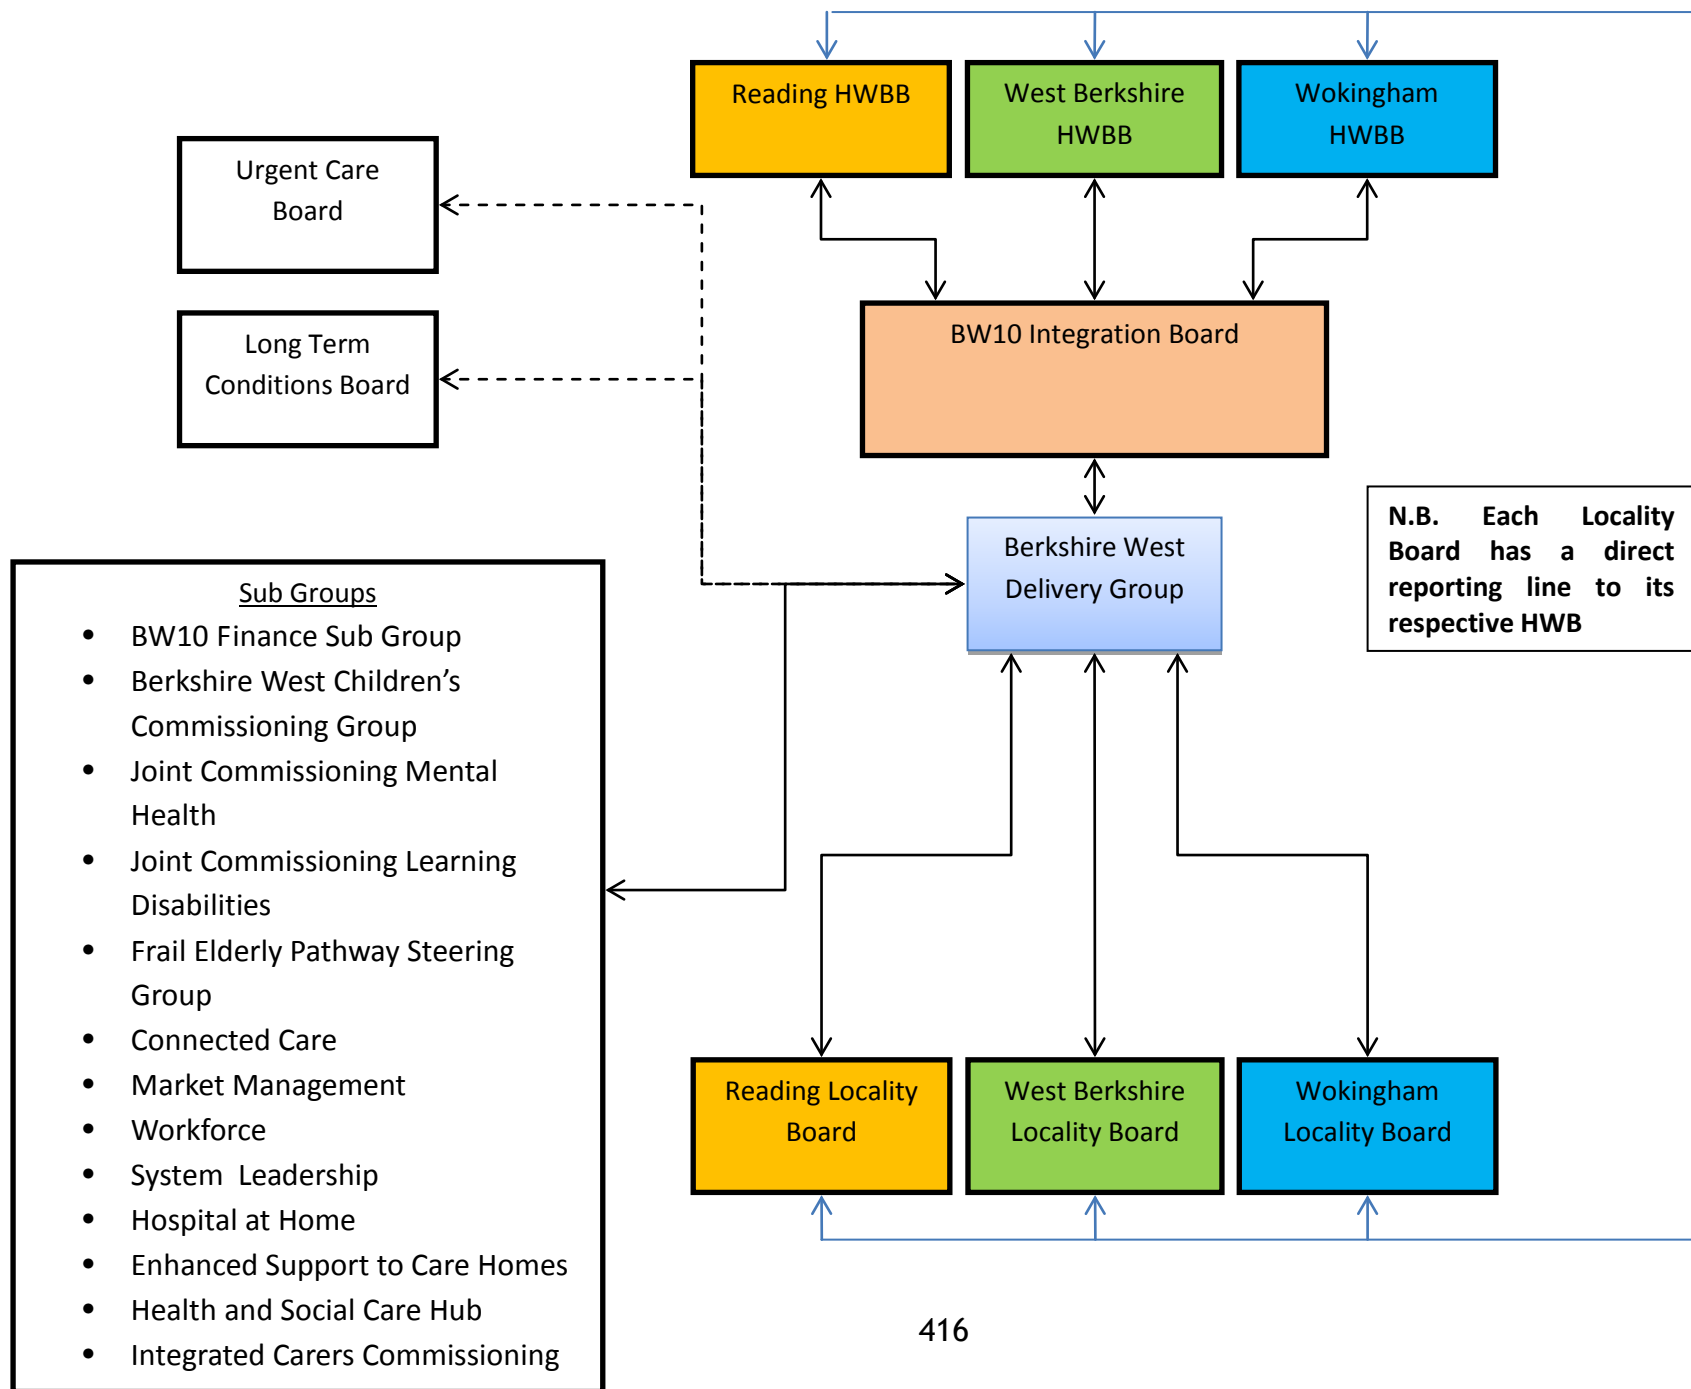 Reading HWBB
West Berkshire
HWBB
Wokingham
HWBB
Urgent Care
Board
Long Term
Conditions Board
BW10 Integration Board
Berkshire West
Delivery Group
N.B. Each Locality
Board has a direct
reporting line to its
respective HWB
Sub Groups
• BW10 Finance Sub Group
• Berkshire West Children’s
Commissioning Group
• Joint Commissioning Mental
Health
• Joint Commissioning Learning
Disabilities
• Frail Elderly Pathway Steering
Group
• Connected Care
• Market Management
• Workforce
• System Leadership
• Hospital at Home
• Enhanced Support to Care Homes
• Health and Social Care Hub
• Integrated Carers Commissioning
Reading Locality
Board
West Berkshire
Locality Board
Wokingham
Locality Board
416